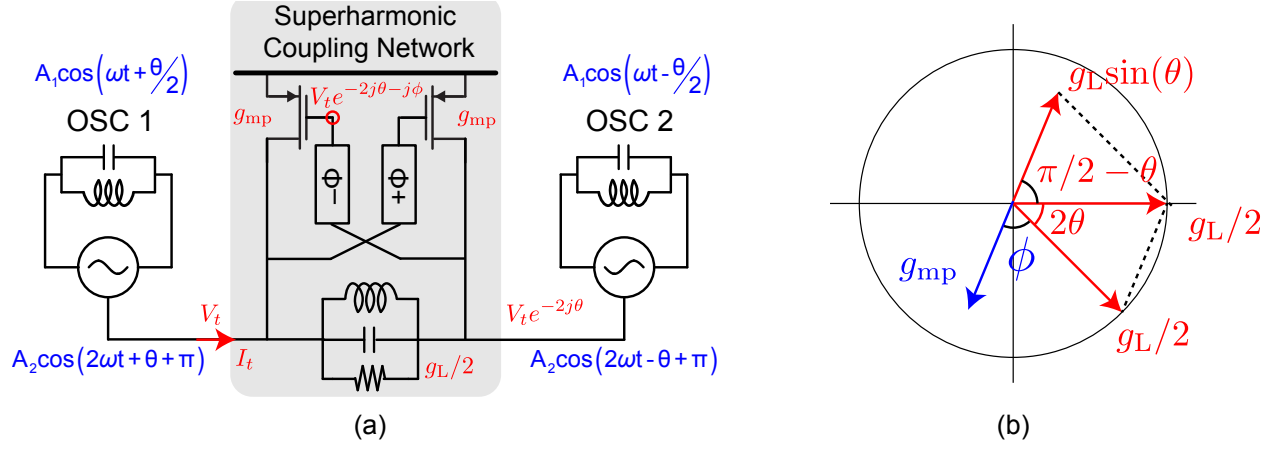 Superharmonic
Coupling Network
A₁cos(ωt + θ/2)
OSC 1
g_mp
V_t e^{-2jθ-jϕ}
g_mp
A₁cos(ωt - θ/2)
OSC 2
-ϕ
+ϕ
V_t
I_t
A₂cos(2ωt + θ + π)
g_L/2
V_t e^{-2jθ}
A₂cos(2ωt - θ + π)
(a)
g_L sin(θ)
π/2 − θ
g_L/2
2θ
ϕ
g_mp
g_L/2
(b)